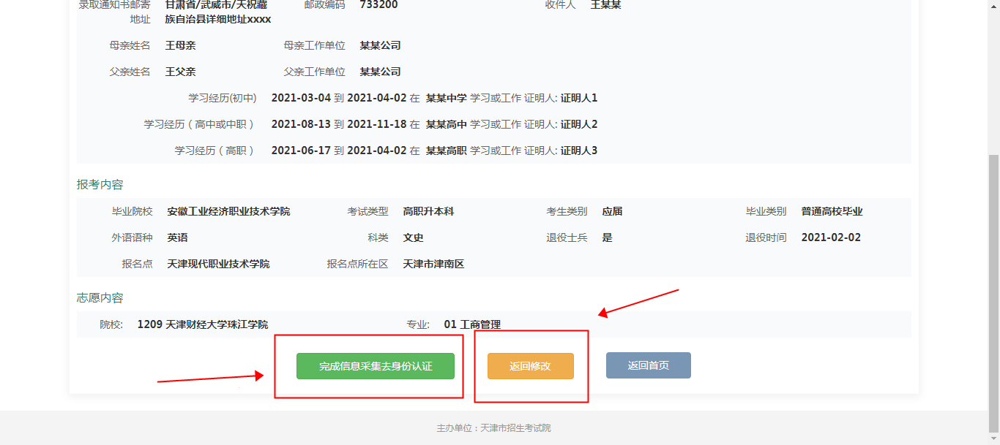 录取通知书邮寄 甘肃省/武威市/天祝藏 邮政编码 733200 收件人 王某某
地址 族自治县详细地址xxxx
母亲姓名 王母亲 母亲工作单位 某某公司
父亲姓名 王父亲 父亲工作单位 某某公司
学习经历(初中) 2021-03-04 到 2021-04-02 在 某某中学 学习或工作 证明人: 证明人1
学习经历（高中或中职） 2021-08-13 到 2021-11-18 在 某某高中 学习或工作 证明人: 证明人2
学习经历（高职） 2021-06-17 到 2021-04-02 在 某某高职 学习或工作 证明人: 证明人3
报考内容
毕业院校 安徽工业经济职业技术学院 考试类型 高职升本科 考生类别 应届 毕业类别 普通高校毕业
外语语种 英语 科类 文史 退役士兵 是 退役时间 2021-02-02
报名点 天津现代职业技术学院 报名点所在区 天津市津南区
志愿内容
院校: 1209 天津财经大学珠江学院 专业: 01 工商管理
完成信息采集去身份认证 返回修改 返回首页
主办单位：天津市招生考试院